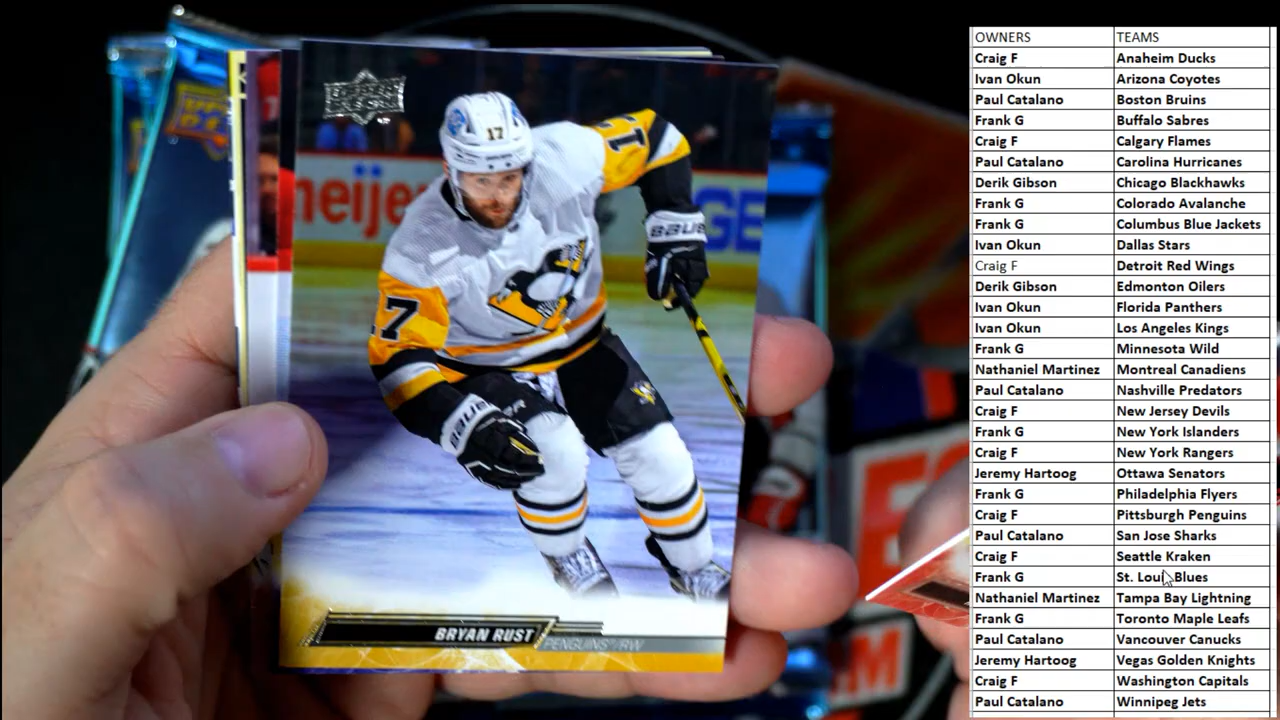 UPPER DECK
17
17
meijer
BAUER
GE
17
BAUER
BRYAN RUST
PENGUINS / RW
OWNERS TEAMS
Craig F Anaheim Ducks
Ivan Okun Arizona Coyotes
Paul Catalano Boston Bruins
Frank G Buffalo Sabres
Craig F Calgary Flames
Paul Catalano Carolina Hurricanes
Derik Gibson Chicago Blackhawks
Frank G Colorado Avalanche
Frank G Columbus Blue Jackets
Ivan Okun Dallas Stars
Craig F Detroit Red Wings
Derik Gibson Edmonton Oilers
Ivan Okun Florida Panthers
Ivan Okun Los Angeles Kings
Frank G Minnesota Wild
Nathaniel Martinez Montreal Canadiens
Paul Catalano Nashville Predators
Craig F New Jersey Devils
Frank G New York Islanders
Craig F New York Rangers
Jeremy Hartoog Ottawa Senators
Frank G Philadelphia Flyers
Craig F Pittsburgh Penguins
Paul Catalano San Jose Sharks
Craig F Seattle Kraken
Frank G St. Louis Blues
Nathaniel Martinez Tampa Bay Lightning
Frank G Toronto Maple Leafs
Paul Catalano Vancouver Canucks
Jeremy Hartoog Vegas Golden Knights
Craig F Washington Capitals
Paul Catalano Winnipeg Jets